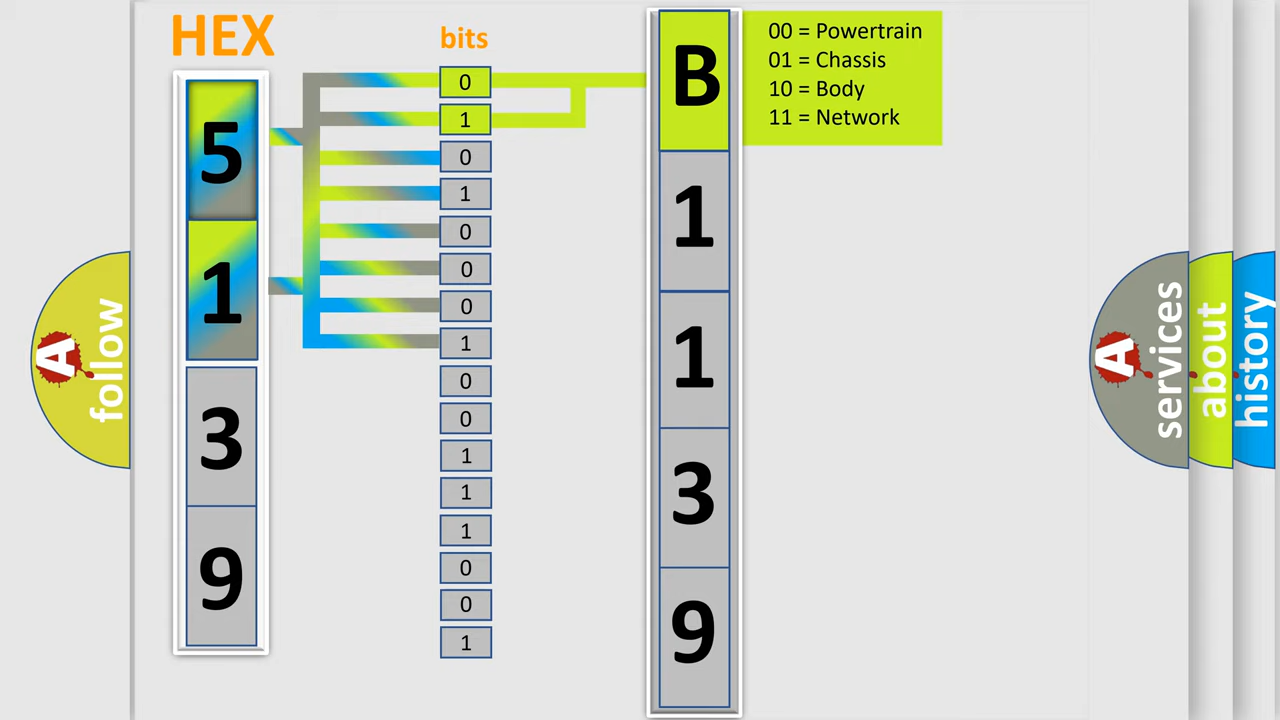 HEX
bits
5
1
3
9
0
1
0
1
0
0
0
1
0
0
1
1
1
0
0
1
B
1
1
3
9
00 = Powertrain
01 = Chassis
10 = Body
11 = Network
A
follow
A
services
about
history